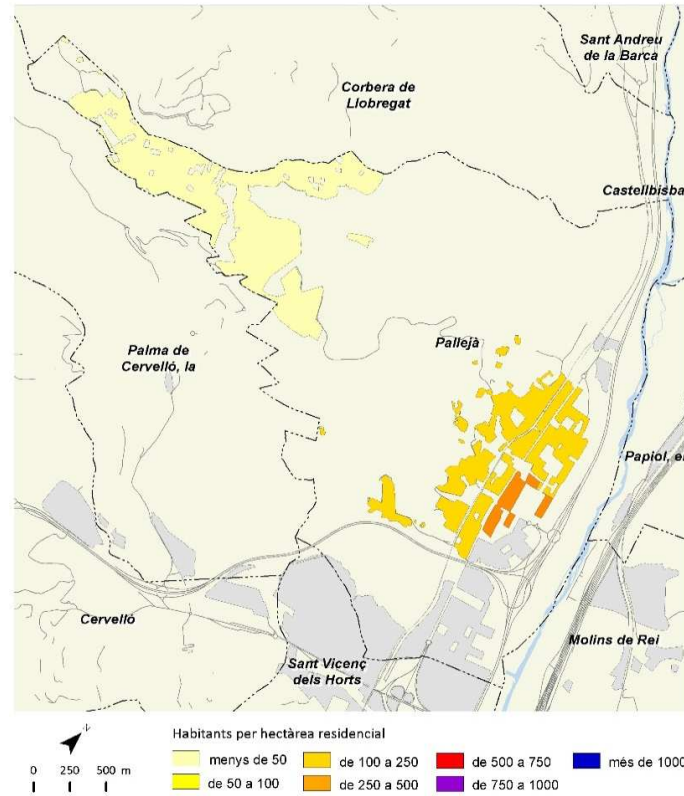 Sant Andreu
de la Barca
Corbera de
Llobregat
Castellbisba
Pallejà
Palma de
Cervelló, la
Papiol, e
Cervelló
Molins de Rei
Sant Vicenç
dels Horts
Habitants per hectàrea residencial
menys de 50
de 100 a 250
de 500 a 750
més de 1000
de 50 a 100
de 250 a 500
de 750 a 1000
0 250 500 m